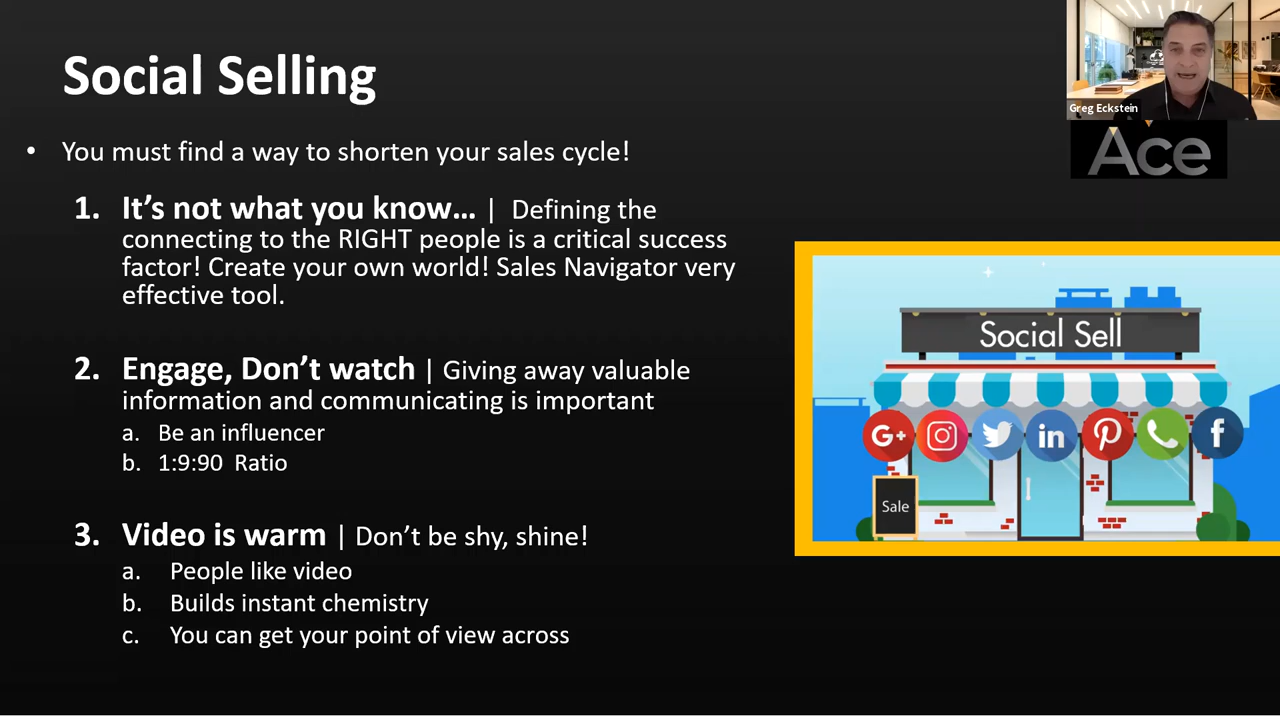 Social Selling
Greg Eckstein
Ace
• You must find a way to shorten your sales cycle!
1. It's not what you know... | Defining the
connecting to the RIGHT people is a critical success
factor! Create your own world! Sales Navigator very
effective tool.
2. Engage, Don't watch | Giving away valuable
information and communicating is important
a. Be an influencer
b. 1:9:90 Ratio
3. Video is warm | Don't be shy, shine!
a. People like video
b. Builds instant chemistry
c. You can get your point of view across
Social Sell
G+
in
f
Sale